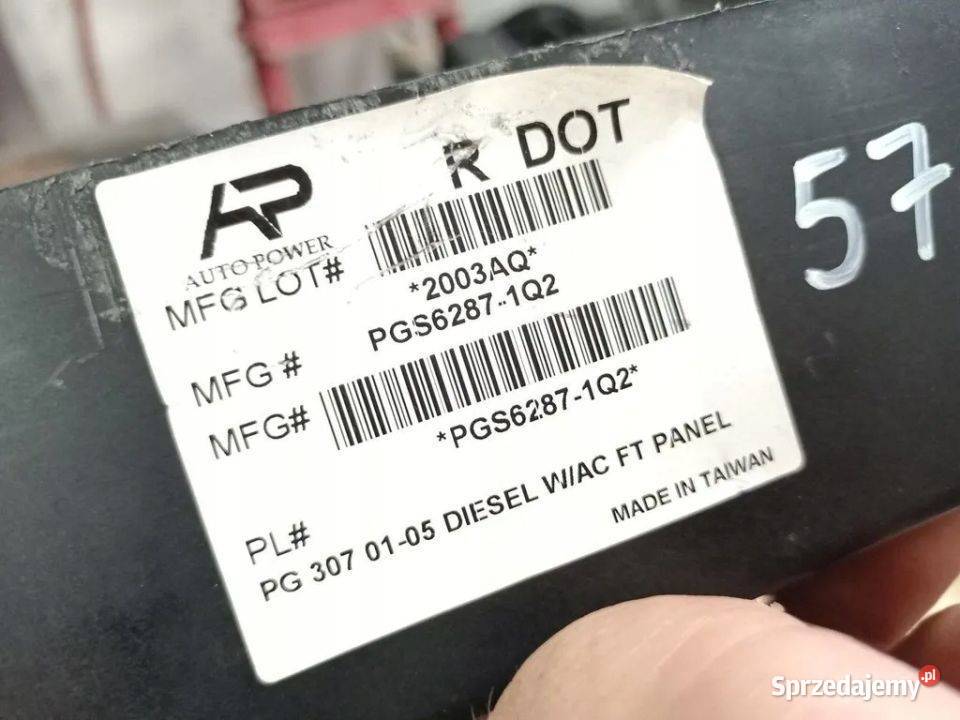 R DOT
AP
AUTO POWER
MFG LOT#
*2003AQ*
MFG # PGS6287-1Q2
MFG#
*PGS6287-1Q2*
PL#
PG 307 01-05 DIESEL W/AC FT PANEL
MADE IN TAIWAN
57
Sprzedajemy.pl